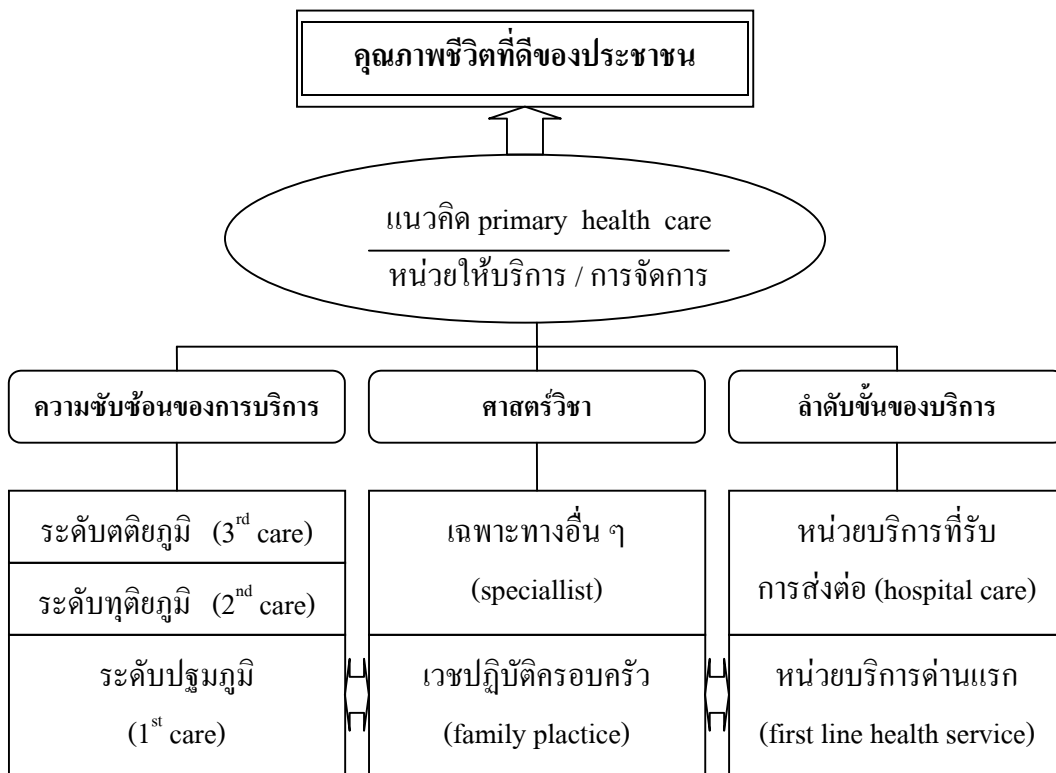 คุณภาพชีวิตที่ดีของประชาชน
แนวคิด primary health care
หน่วยให้บริการ / การจัดการ
ความซับซ้อนของการบริการ
ศาสตร์วิชา
ลำดับขั้นของบริการ
ระดับตติยภูมิ (3rd care)
ระดับทุติยภูมิ (2nd care)
ระดับปฐมภูมิ
(1st care)
เฉพาะทางอื่น ๆ
(speciallist)
เวชปฏิบัติครอบครัว
(family plactice)
หน่วยบริการที่รับ
การส่งต่อ (hospital care)
หน่วยบริการด่านแรก
(first line health service)